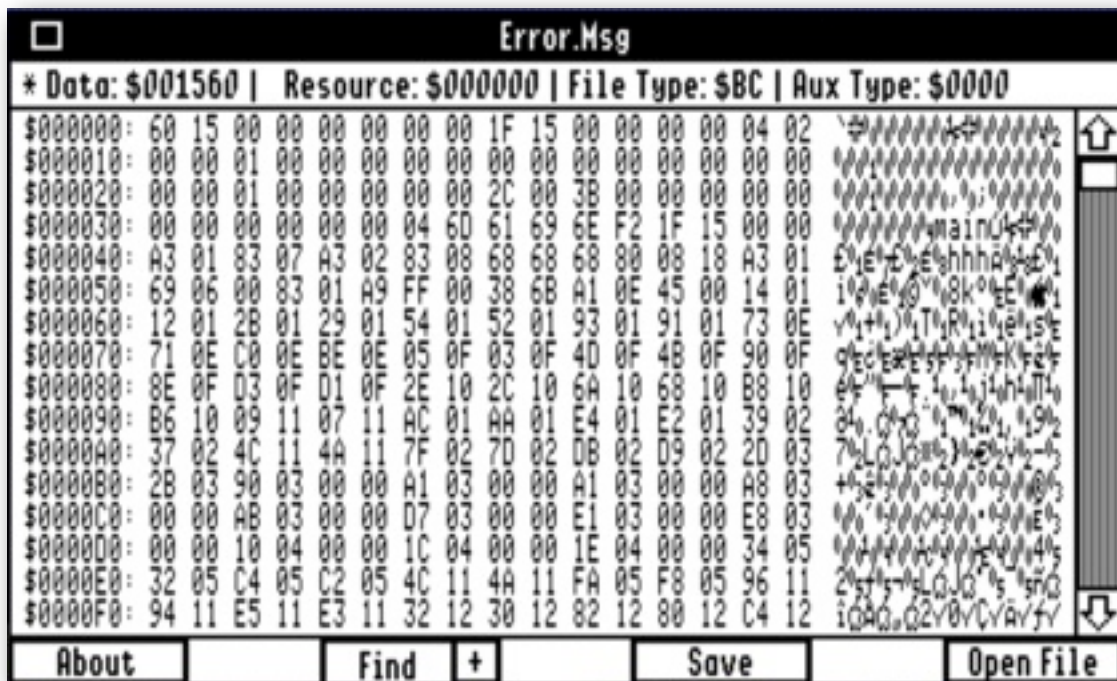 Error.Msg
* Data: $001560 | Resource: $000000 | File Type: $BC | Aux Type: $0000
$000000: 60 15 00 00 00 00 00 00 1F 15 00 00 00 00 04 02
$000010: 00 00 01 00 00 00 00 00 00 00 00 00 00 00 00 00
$000020: 00 00 01 00 00 00 00 00 2C 00 3B 00 00 00 00 00
$000030: 00 00 00 00 00 00 04 6D 61 69 6E F2 1F 15 00 00 main
$000040: A3 01 83 07 A3 02 83 08 68 68 68 80 08 18 A3 01
$000050: 69 06 00 83 01 A9 FF 00 38 6B A1 0E 45 00 14 01
$000060: 12 01 2B 01 29 01 54 01 52 01 93 01 91 01 73 0E
$000070: 71 0E C0 0E BE 0E 05 0F 03 0F 4D 0F 4B 0F 90 0F
$000080: 8E 0F D3 0F D1 0F 2E 10 2C 10 6A 10 68 10 B8 10
$000090: B6 10 09 11 07 11 AC 01 AA 01 E4 01 E2 01 39 02
$0000A0: 37 02 4C 11 4A 11 7F 02 7D 02 DB 02 D9 02 2D 03
$0000B0: 2B 03 90 03 00 00 A1 03 00 00 A1 03 00 00 A8 03
$0000C0: 00 00 AB 03 00 00 D7 03 00 00 E1 03 00 00 E8 03
$0000D0: 00 00 10 04 00 00 1C 04 00 00 1E 04 00 00 34 05
$0000E0: 32 05 C4 05 C2 05 4C 11 4A 11 FA 05 F8 05 96 11
$0000F0: 94 11 E5 11 E3 11 32 12 30 12 82 12 80 12 C4 12
About Find + Save Open File